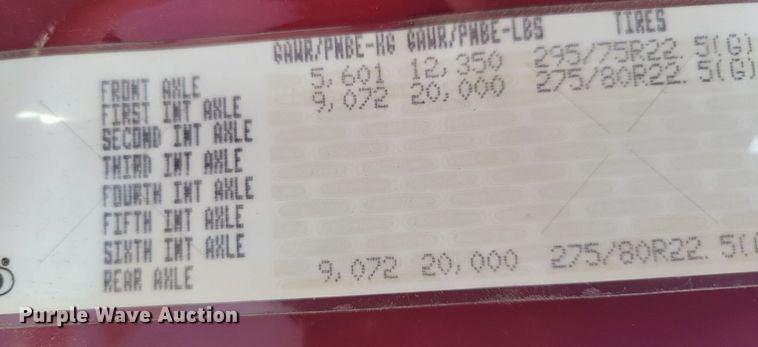 GAWR/PNBE-KG GAWR/PNBE-LBS TIRES
FRONT AXLE 5,601 12,350 295/75R22.5(G)
FIRST INT AXLE 9,072 20,000 275/80R22.5(G)
SECOND INT AXLE
THIRD INT AXLE
FOURTH INT AXLE
FIFTH INT AXLE
SIXTH INT AXLE
REAR AXLE 9,072 20,000 275/80R22.5(
Purple Wave Auction